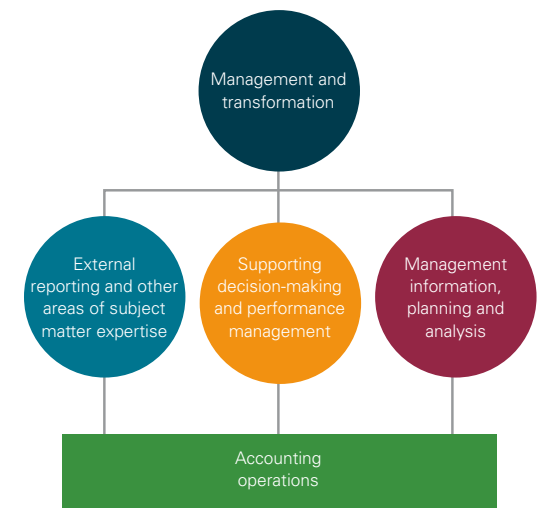 Management and
transformation
External
reporting and other
areas of subject
matter expertise
Supporting
decision-making
and performance
management
Management
information,
planning and
analysis
Accounting
operations